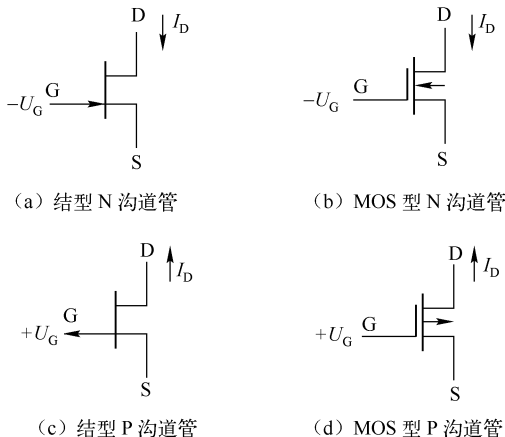 D I_D D I_D
−U_G G −U_G G
S S
(a)结型 N 沟道管 (b)MOS 型 N 沟道管
D I_D D I_D
+U_G G +U_G G
S S
(c)结型 P 沟道管 (d)MOS 型 P 沟道管